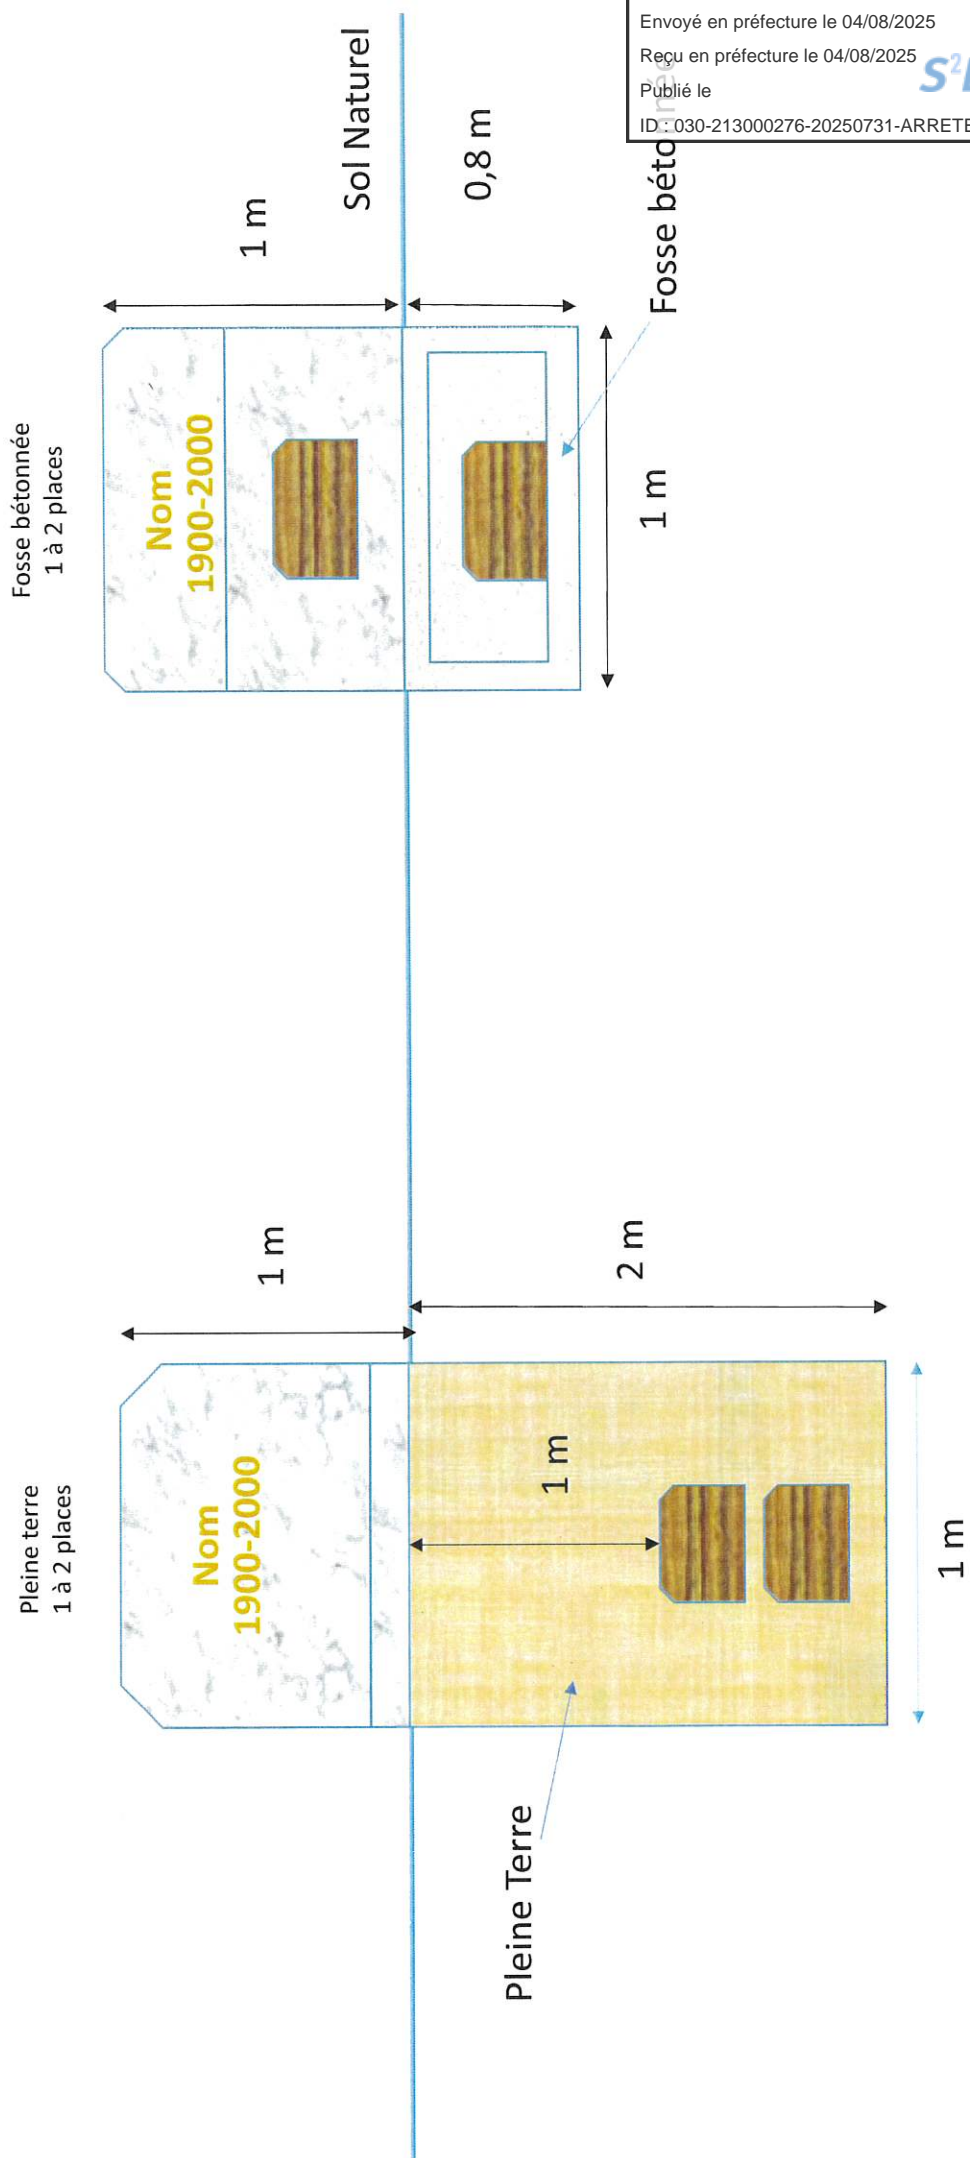 Envoyé en préfecture le 04/08/2025
Reçu en préfecture le 04/08/2025
Publié le
ID : 030-213000276-20250731-ARRETE
Fosse bétonnée
1 à 2 places
Nom
1900-2000
1 m
Sol Naturel
0,8 m
Fosse bétonnée
1 m
Pleine terre
1 à 2 places
Nom
1900-2000
1 m
2 m
1 m
1 m
Pleine Terre